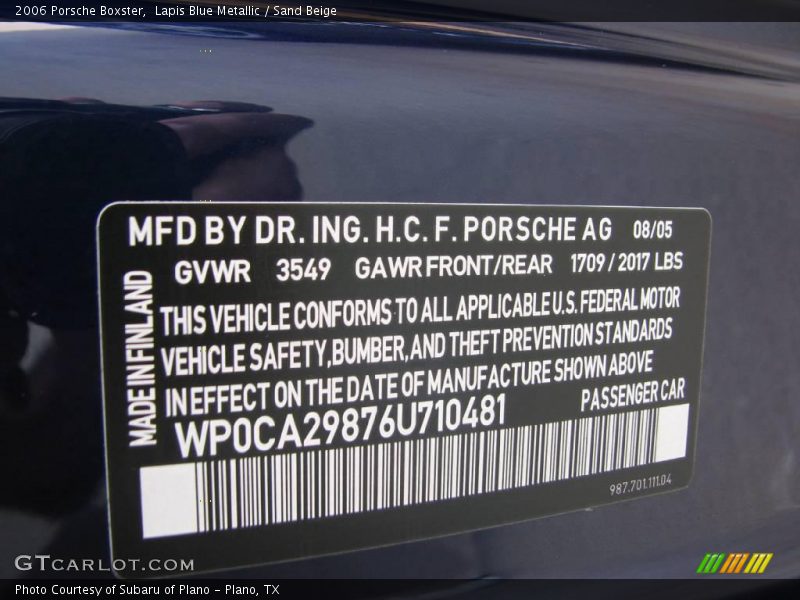 2006 Porsche Boxster,  Lapis Blue Metallic / Sand Beige
MFD BY DR. ING. H.C. F. PORSCHE AG 08/05
GVWR 3549 GAWR FRONT/REAR 1709 / 2017 LBS
MADE IN FINLAND
THIS VEHICLE CONFORMS TO ALL APPLICABLE U.S. FEDERAL MOTOR
VEHICLE SAFETY, BUMBER, AND THEFT PREVENTION STANDARDS
IN EFFECT ON THE DATE OF MANUFACTURE SHOWN ABOVE
WP0CA29876U710481 PASSENGER CAR
987.701.111.04
GTCARLOT.COM
Photo Courtesy of Subaru of Plano - Plano, TX